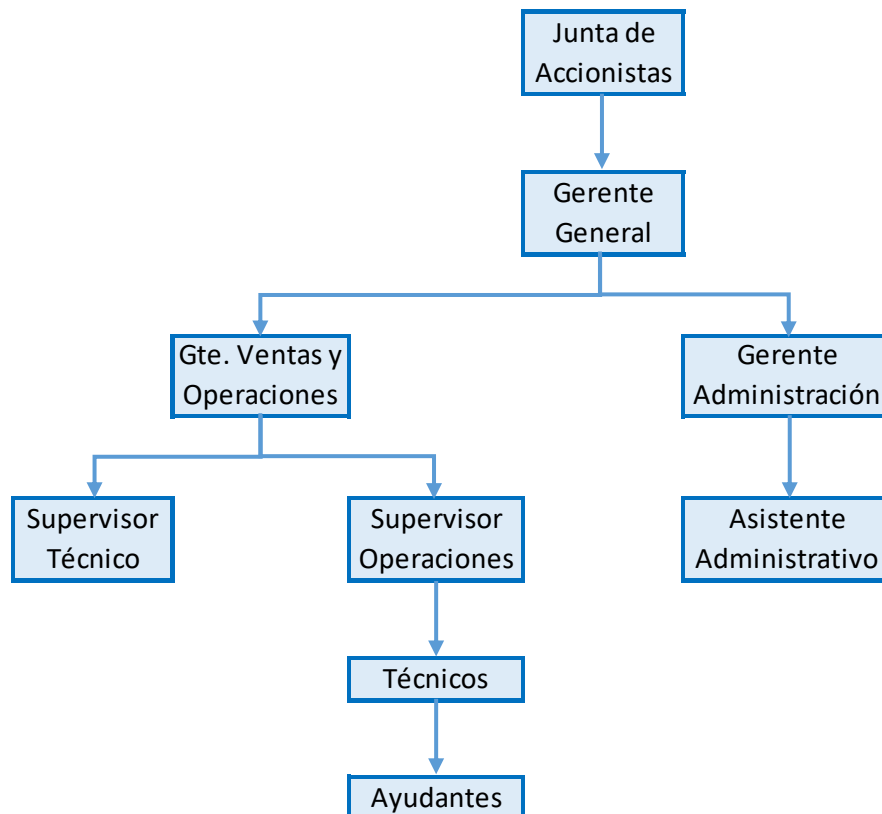 Junta de
Accionistas
Gerente
General
Gte. Ventas y
Operaciones
Gerente
Administración
Supervisor
Técnico
Supervisor
Operaciones
Asistente
Administrativo
Técnicos
Ayudantes